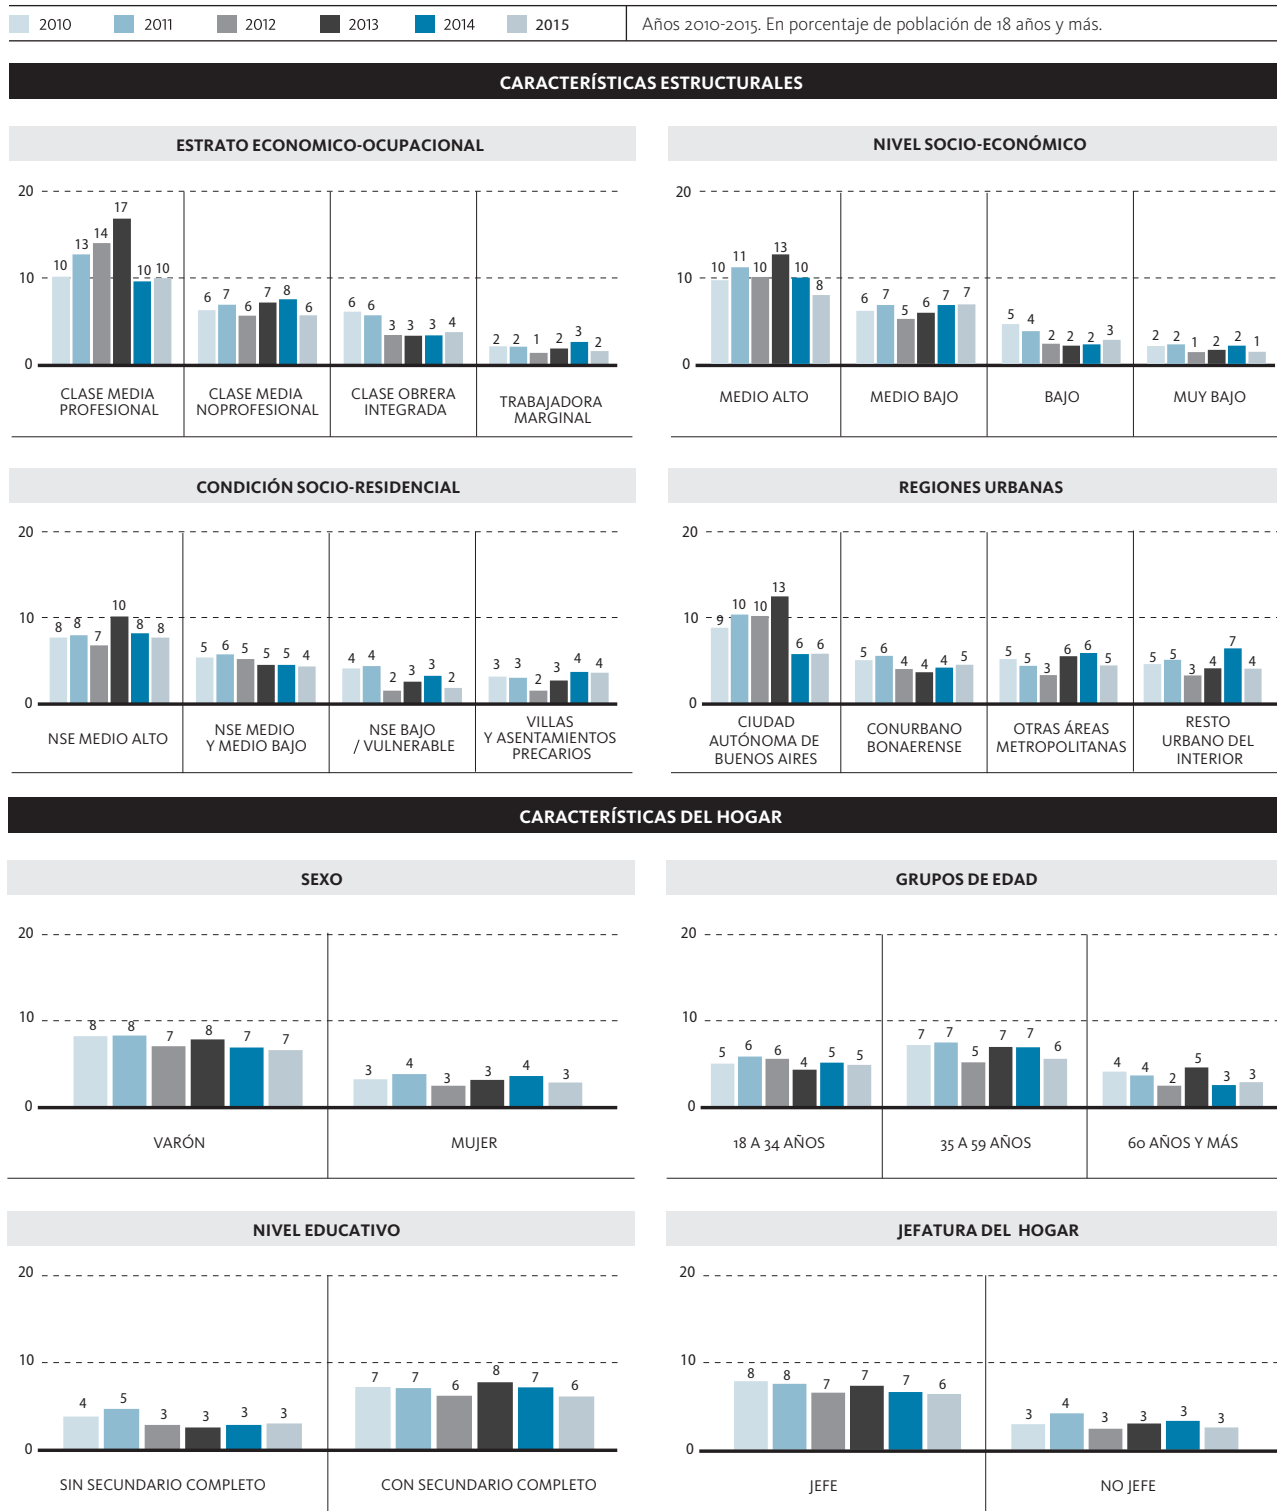 2010 2011 2012 2013 2014 2015 Años 2010-2015. En porcentaje de población de 18 años y más.
CARACTERÍSTICAS ESTRUCTURALES
ESTRATO ECONOMICO-OCUPACIONAL
20
10
0
10 13 14 17 10 10
6 7 6 7 8 6
6 6 3 3 3 4
2 2 1 2 3 2
CLASE MEDIA
PROFESIONAL
CLASE MEDIA
NOPROFESIONAL
CLASE OBRERA
INTEGRADA
TRABAJADORA
MARGINAL
NIVEL SOCIO-ECONÓMICO
20
10
0
10 11 10 13 10 8
6 7 5 6 7 7
5 4 2 2 2 3
2 2 1 2 2 1
MEDIO ALTO
MEDIO BAJO
BAJO
MUY BAJO
CONDICIÓN SOCIO-RESIDENCIAL
20
10
0
8 8 7 10 8 8
5 6 5 5 5 4
4 4 2 3 3 2
3 3 2 3 4 4
NSE MEDIO ALTO
NSE MEDIO
Y MEDIO BAJO
NSE BAJO
/ VULNERABLE
VILLAS
Y ASENTAMIENTOS
PRECARIOS
REGIONES URBANAS
20
10
0
9 10 10 13 6 6
5 6 4 4 4 5
5 4 3 6 6 5
5 5 3 4 7 4
CIUDAD
AUTÓNOMA DE
BUENOS AIRES
CONURBANO
BONAERENSE
OTRAS ÁREAS
METROPOLITANAS
RESTO
URBANO DEL
INTERIOR
CARACTERÍSTICAS DEL HOGAR
SEXO
20
10
0
8 8 7 8 7 7
3 4 3 3 4 3
VARÓN
MUJER
GRUPOS DE EDAD
20
10
0
5 6 6 4 5 5
7 7 5 7 7 6
4 4 2 5 3 3
18 A 34 AÑOS
35 A 59 AÑOS
60 AÑOS Y MÁS
NIVEL EDUCATIVO
20
10
0
4 5 3 3 3 3
7 7 6 8 7 6
SIN SECUNDARIO COMPLETO
CON SECUNDARIO COMPLETO
JEFATURA DEL HOGAR
20
10
0
8 8 7 7 7 6
3 4 3 3 3 3
JEFE
NO JEFE